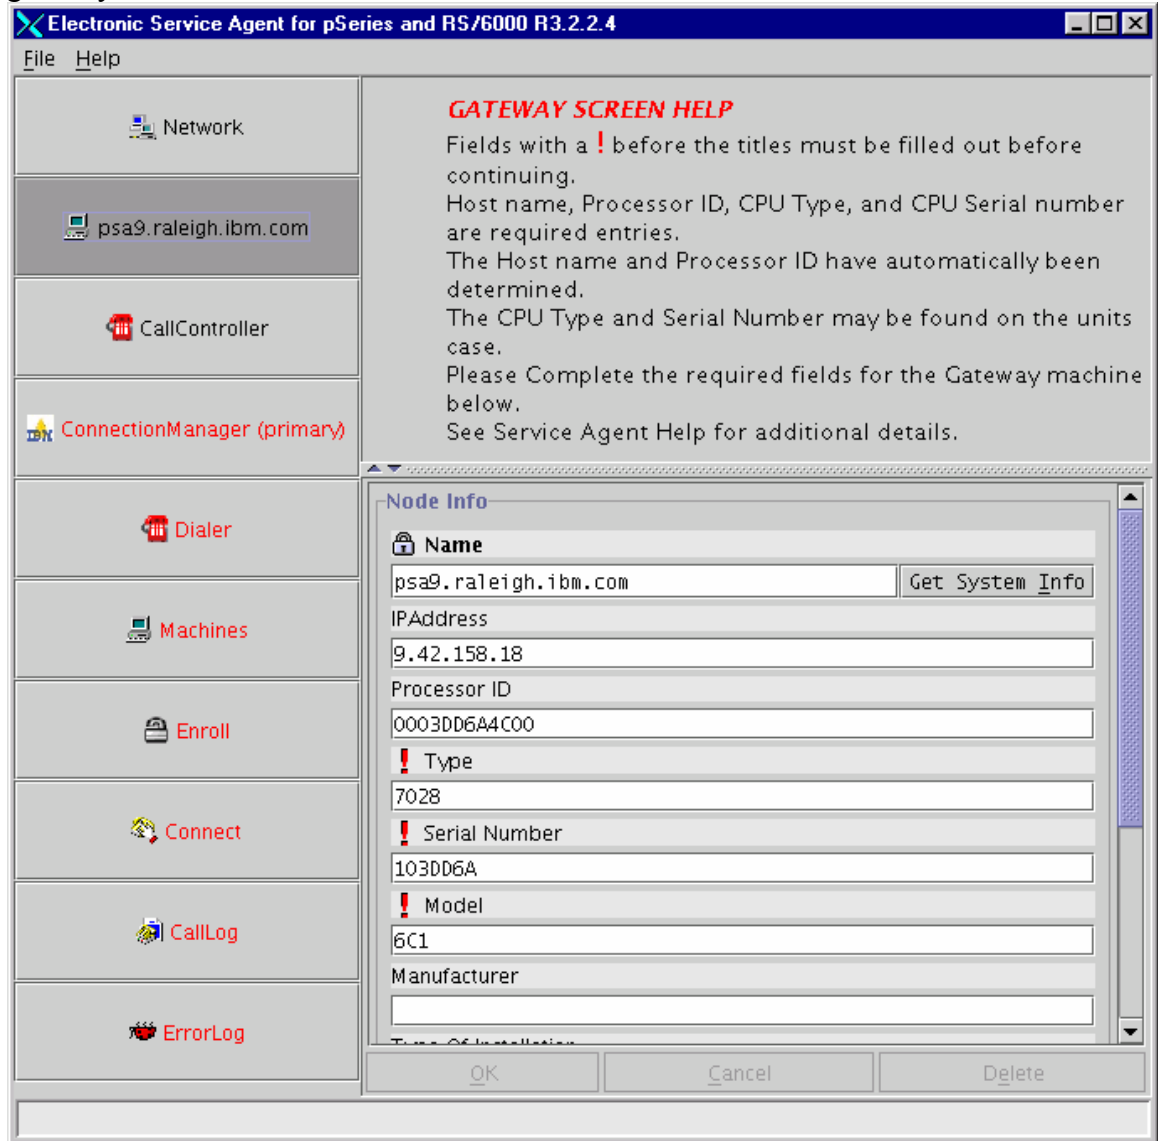 Electronic Service Agent for pSeries and RS/6000 R3.2.2.4
File Help
Network
psa9.raleigh.ibm.com
CallController
ConnectionManager (primary)
Dialer
Machines
Enroll
Connect
CallLog
ErrorLog
GATEWAY SCREEN HELP
Fields with a ! before the titles must be filled out before
continuing.
Host name, Processor ID, CPU Type, and CPU Serial number
are required entries.
The Host name and Processor ID have automatically been
determined.
The CPU Type and Serial Number may be found on the units
case.
Please Complete the required fields for the Gateway machine
below.
See Service Agent Help for additional details.
Node Info
Name
psa9.raleigh.ibm.com Get System Info
IPAddress
9.42.158.18
Processor ID
0003DD6A4C00
! Type
7028
! Serial Number
103DD6A
! Model
6C1
Manufacturer
Type Of Installation
OK Cancel Delete